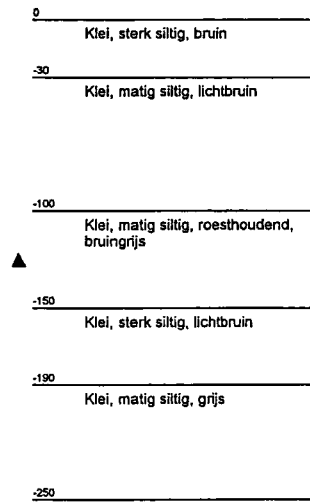 0
Klei, sterk siltig, bruin
-30
Klei, matig siltig, lichtbruin
-100
Klei, matig siltig, roesthoudend,
bruingrijs
-150
Klei, sterk siltig, lichtbruin
-190
Klei, matig siltig, grijs
-250